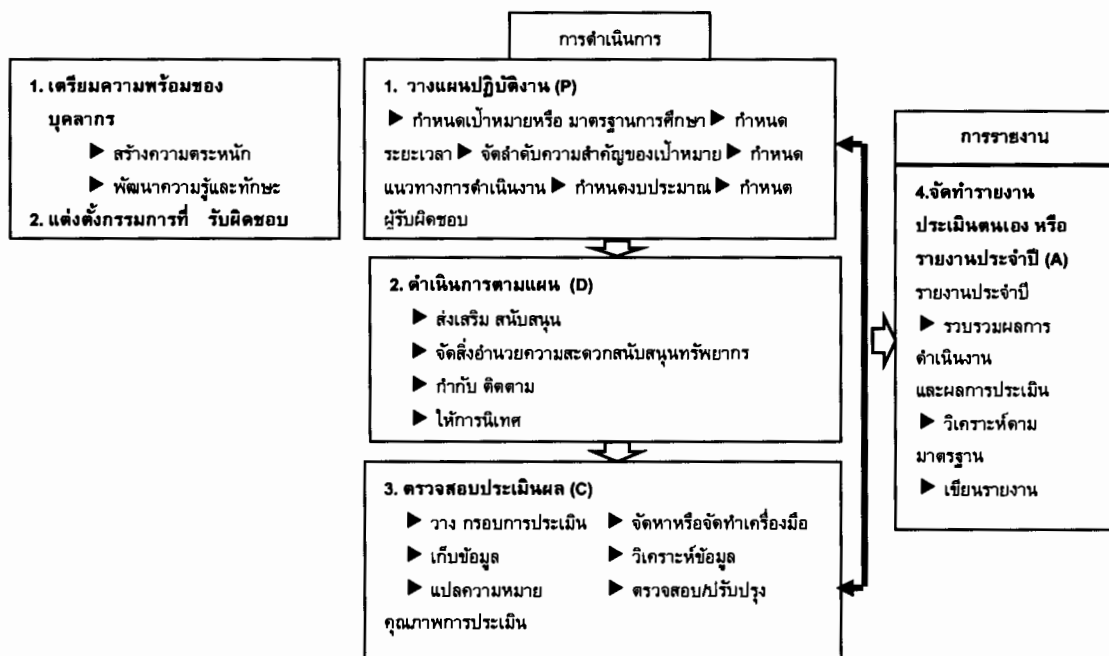 การดำเนินการ
1. เตรียมความพร้อมของ
บุคลากร
▶ สร้างความตระหนัก
▶ พัฒนาความรู้และทักษะ
2. แต่งตั้งกรรมการที่ รับผิดชอบ
1. วางแผนปฏิบัติงาน (P)
▶ กำหนดเป้าหมายหรือ มาตรฐานการศึกษา ▶ กำหนด
ระยะเวลา ▶ จัดลำดับความสำคัญของเป้าหมาย ▶ กำหนด
แนวทางการดำเนินงาน ▶ กำหนดงบประมาณ ▶ กำหนด
ผู้รับผิดชอบ
2. ดำเนินการตามแผน (D)
▶ ส่งเสริม สนับสนุน
▶ จัดสิ่งอำนวยความสะดวกสนับสนุนทรัพยากร
▶ กำกับ ติดตาม
▶ ให้การนิเทศ
3. ตรวจสอบประเมินผล (C)
▶ วาง กรอบการประเมิน ▶ จัดหาหรือจัดทำเครื่องมือ
▶ เก็บข้อมูล ▶ วิเคราะห์ข้อมูล
▶ แปลความหมาย ▶ ตรวจสอบ/ปรับปรุง
คุณภาพการประเมิน
การรายงาน
4.จัดทำรายงาน
ประเมินตนเอง หรือ
รายงานประจำปี (A)
รายงานประจำปี
▶ รวบรวมผลการ
ดำเนินงาน
และผลการประเมิน
▶ วิเคราะห์ตาม
มาตรฐาน
▶ เขียนรายงาน